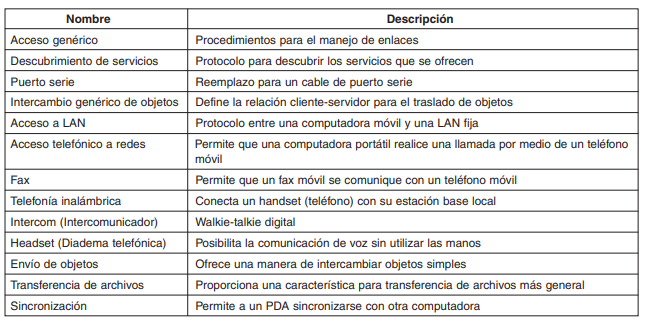 Nombre Descripción
Acceso genérico Procedimientos para el manejo de enlaces
Descubrimiento de servicios Protocolo para descubrir los servicios que se ofrecen
Puerto serie Reemplazo para un cable de puerto serie
Intercambio genérico de objetos Define la relación cliente-servidor para el traslado de objetos
Acceso a LAN Protocolo entre una computadora móvil y una LAN fija
Acceso telefónico a redes Permite que una computadora portátil realice una llamada por medio de un teléfono
móvil
Fax Permite que un fax móvil se comunique con un teléfono móvil
Telefonía inalámbrica Conecta un handset (teléfono) con su estación base local
Intercom (Intercomunicador) Walkie-talkie digital
Headset (Diadema telefónica) Posibilita la comunicación de voz sin utilizar las manos
Envío de objetos Ofrece una manera de intercambiar objetos simples
Transferencia de archivos Proporciona una característica para transferencia de archivos más general
Sincronización Permite a un PDA sincronizarse con otra computadora